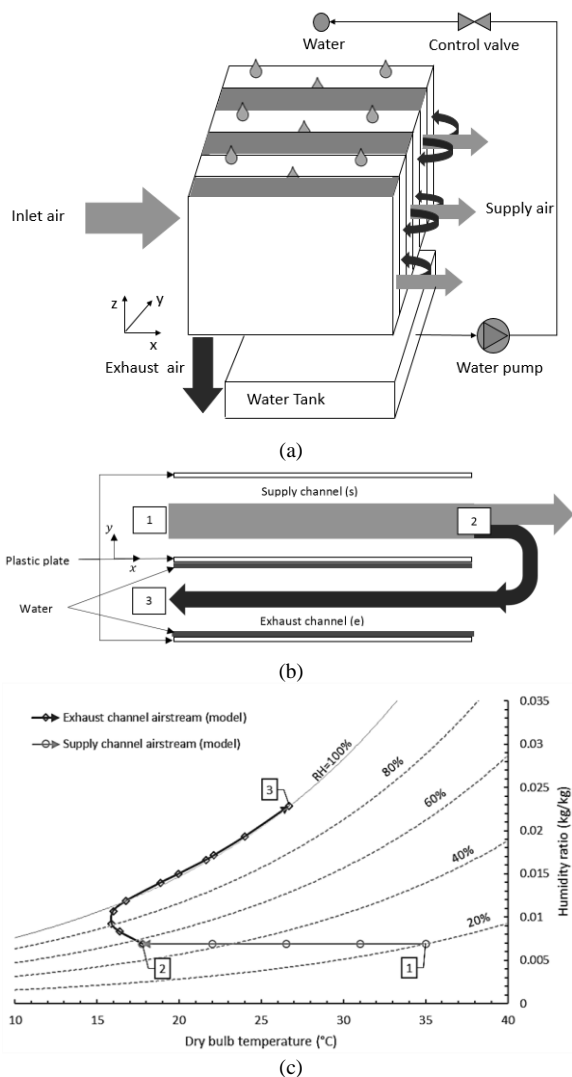 Water
Control valve
Inlet air
Supply air
z
y
x
Exhaust air
Water pump
Water Tank
(a)
Supply channel (s)
1
2
y
x
Plastic plate
Water
3
Exhaust channel (e)
(b)
Exhaust channel airstream (model)
Supply channel airstream (model)
RH=100%
80%
60%
40%
20%
3
2
1
0.035
0.03
0.025
0.02
0.015
0.01
0.005
0
Humidity ratio (kg/kg)
10
15
20
25
30
35
40
Dry bulb temperature (°C)
(c)